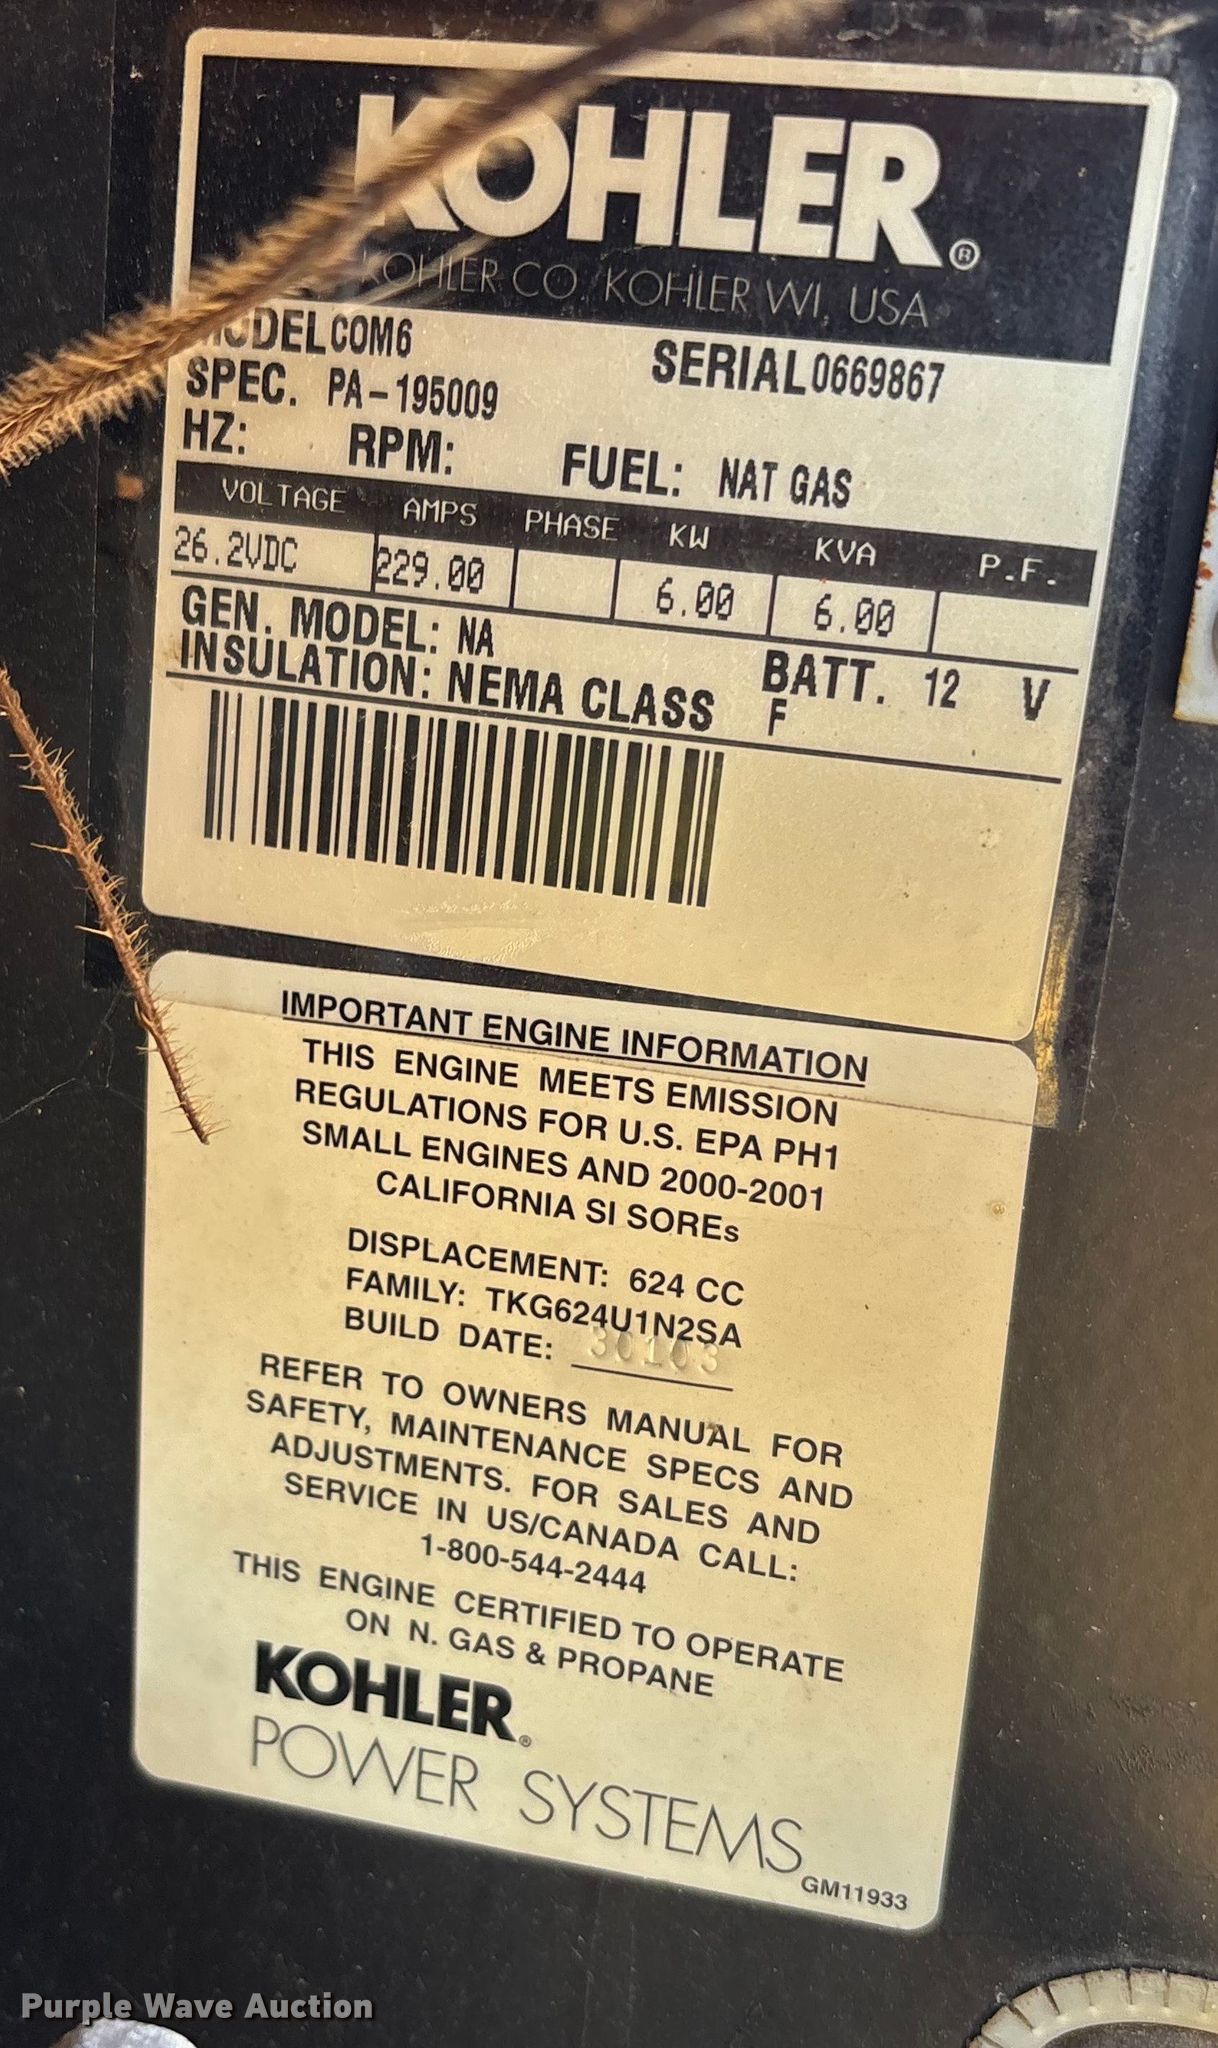 KOHLER®
KOHLER CO. KOHLER WI, USA
MODEL COM6 SERIAL 0669867
SPEC. PA-195009
HZ: RPM: FUEL: NAT GAS
VOLTAGE AMPS PHASE KW KVA P.F.
26.2VDC 229.00 6.00 6.00
GEN. MODEL: NA BATT. 12 V
INSULATION: NEMA CLASS F
IMPORTANT ENGINE INFORMATION
THIS ENGINE MEETS EMISSION
REGULATIONS FOR U.S. EPA PH1
SMALL ENGINES AND 2000-2001
CALIFORNIA SI SOREs
DISPLACEMENT: 624 CC
FAMILY: TKG624U1N2SA
BUILD DATE: 30103
REFER TO OWNERS MANUAL FOR
SAFETY, MAINTENANCE SPECS AND
ADJUSTMENTS. FOR SALES AND
SERVICE IN US/CANADA CALL:
1-800-544-2444
THIS ENGINE CERTIFIED TO OPERATE
ON N. GAS & PROPANE
KOHLER®
POWER SYSTEMS
GM11933
Purple Wave Auction